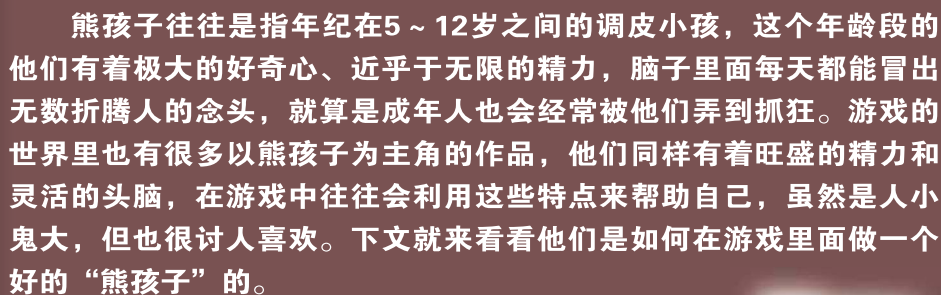 熊孩子往往是指年纪在5～12岁之间的调皮小孩，这个年龄段的
他们有着极大的好奇心、近乎于无限的精力，脑子里面每天都能冒出
无数折腾人的念头，就算是成年人也会经常被他们弄到抓狂。游戏的
世界里也有很多以熊孩子为主角的作品，他们同样有着旺盛的精力和
灵活的头脑，在游戏中往往会利用这些特点来帮助自己，虽然是人小
鬼大，但也很讨人喜欢。下文就来看看他们是如何在游戏里面做一个
好的“熊孩子”的。